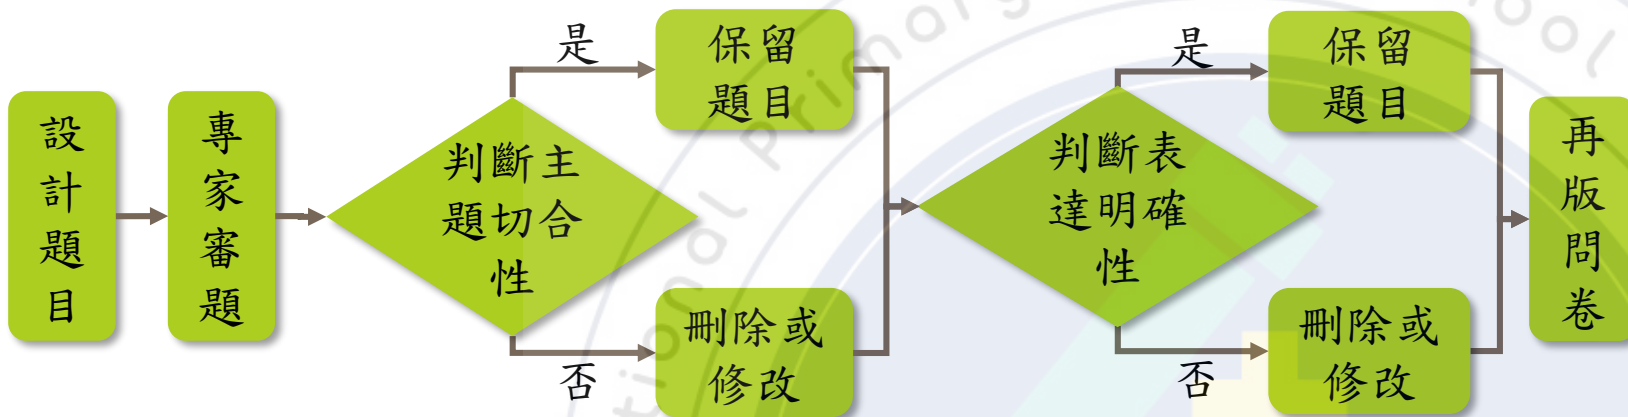 設計題目
專家審題
判斷主
題切合
性
是
保留
題目
否
刪除或
修改
判斷表
達明確
性
是
保留
題目
否
刪除或
修改
再版問卷